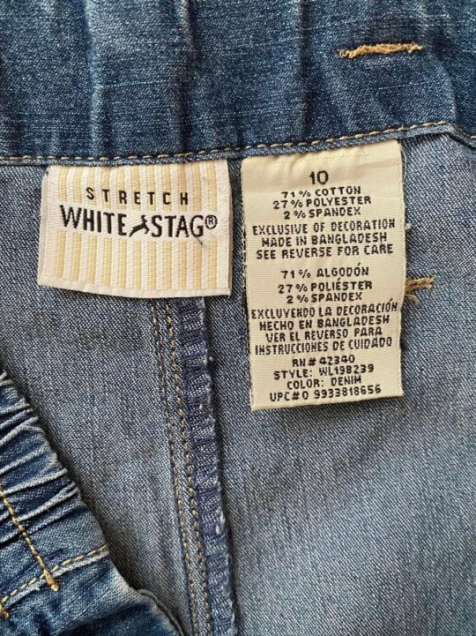 STRETCH
WHITE STAG®
10
71% COTTON
27% POLYESTER
2% SPANDEX
EXCLUSIVE OF DECORATION
MADE IN BANGLADESH
SEE REVERSE FOR CARE
71% ALGODÓN
27% POLIÉSTER
2% SPANDEX
EXCLUYENDO LA DECORACIÓN
HECHO EN BANGLADESH
VER EL REVERSO PARA
INSTRUCCIONES DE CUIDADO
RN# 42340
STYLE: WL19B239
COLOR: DENIM
UPC#0 9933818656